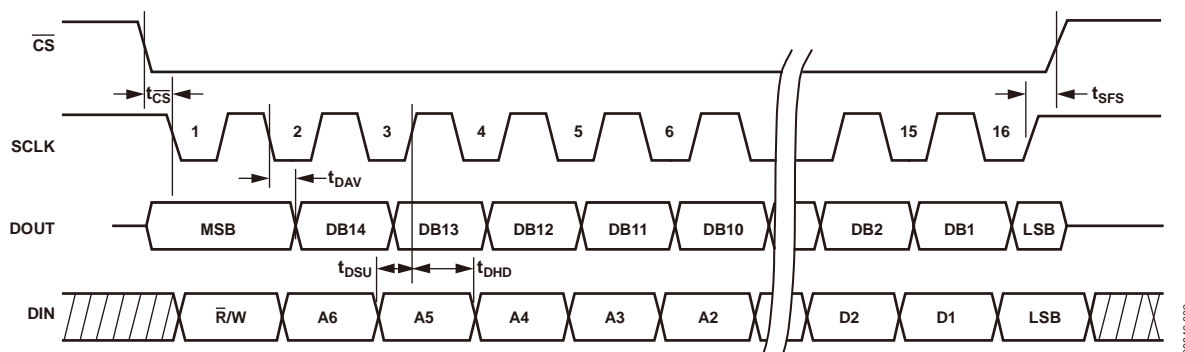 CS
tCS
tSFS
SCLK
1 2 3 4 5 6 15 16
tDAV
DOUT
MSB DB14 DB13 DB12 DB11 DB10 DB2 DB1 LSB
tDSU
tDHD
DIN
R/W A6 A5 A4 A3 A2 D2 D1 LSB